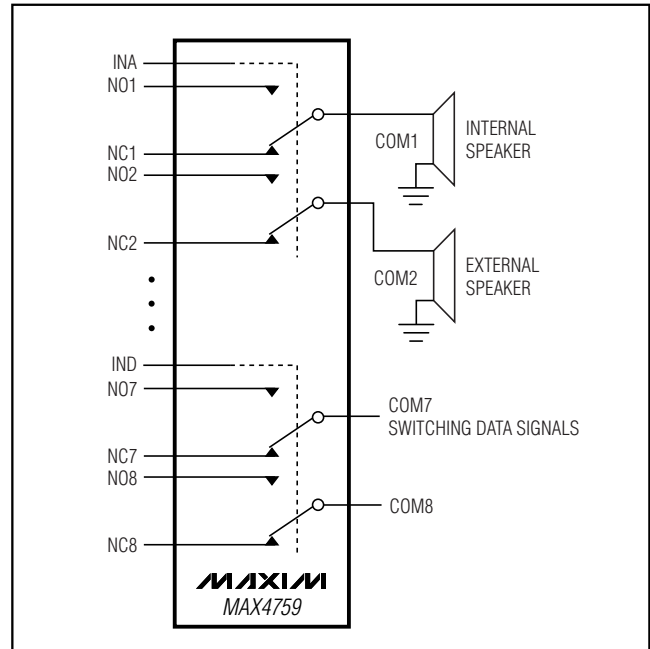 INA
NO1
NC1
NO2
NC2
COM1
INTERNAL
SPEAKER
COM2
EXTERNAL
SPEAKER
IND
NO7
NC7
NO8
NC8
COM7
SWITCHING DATA SIGNALS
COM8
MAXIM
MAX4759